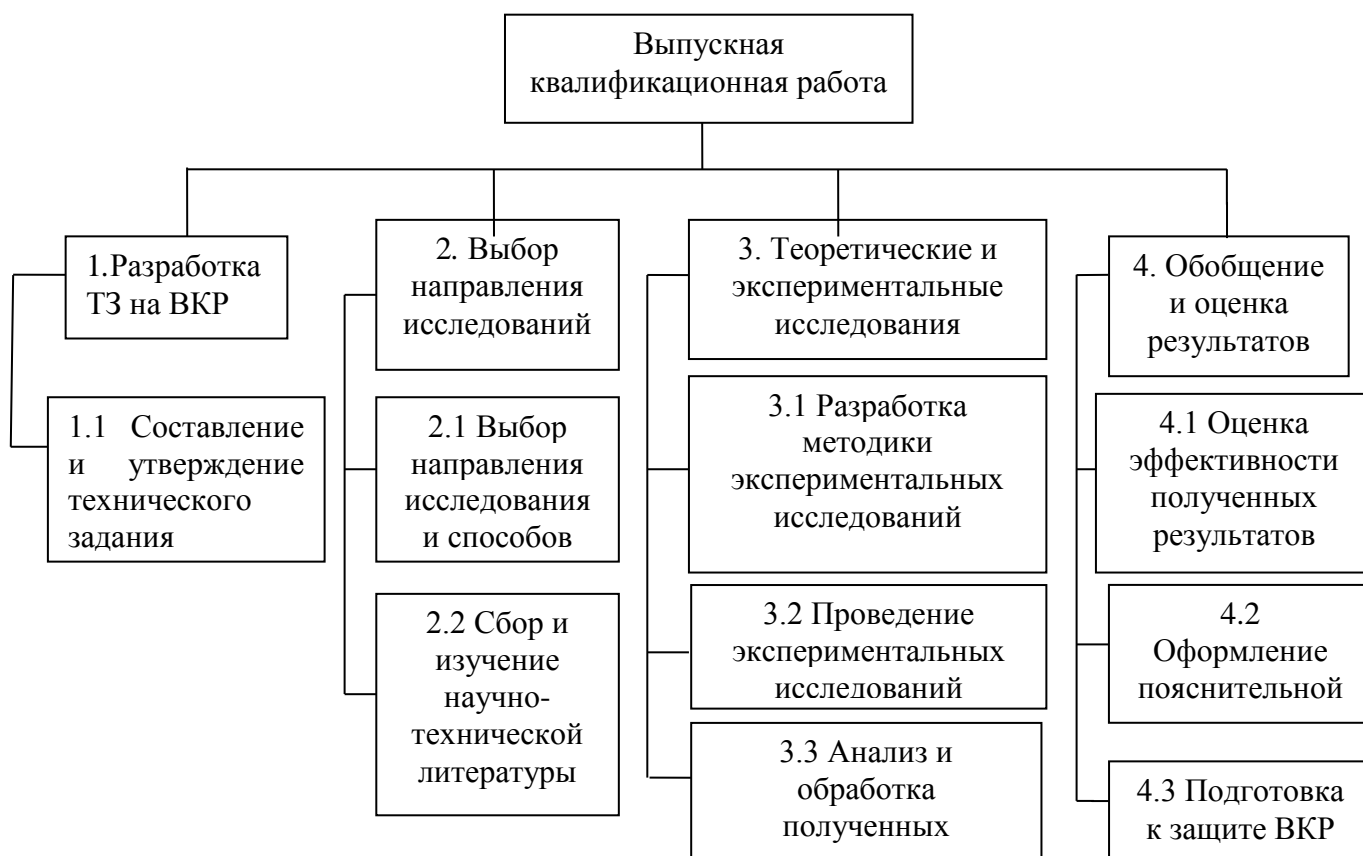 Выпускная
квалификационная работа
1.Разработка
ТЗ на ВКР
1.1 Составление
и утверждение
технического
задания
2. Выбор
направления
исследований
2.1 Выбор
направления
исследования
и способов
2.2 Сбор и
изучение
научно-
технической
литературы
3. Теоретические и
экспериментальные
исследования
3.1 Разработка
методики
экспериментальных
исследований
3.2 Проведение
экспериментальных
исследований
3.3 Анализ и
обработка
полученных
4. Обобщение
и оценка
результатов
4.1 Оценка
эффективности
полученных
результатов
4.2
Оформление
пояснительной
4.3 Подготовка
к защите ВКР